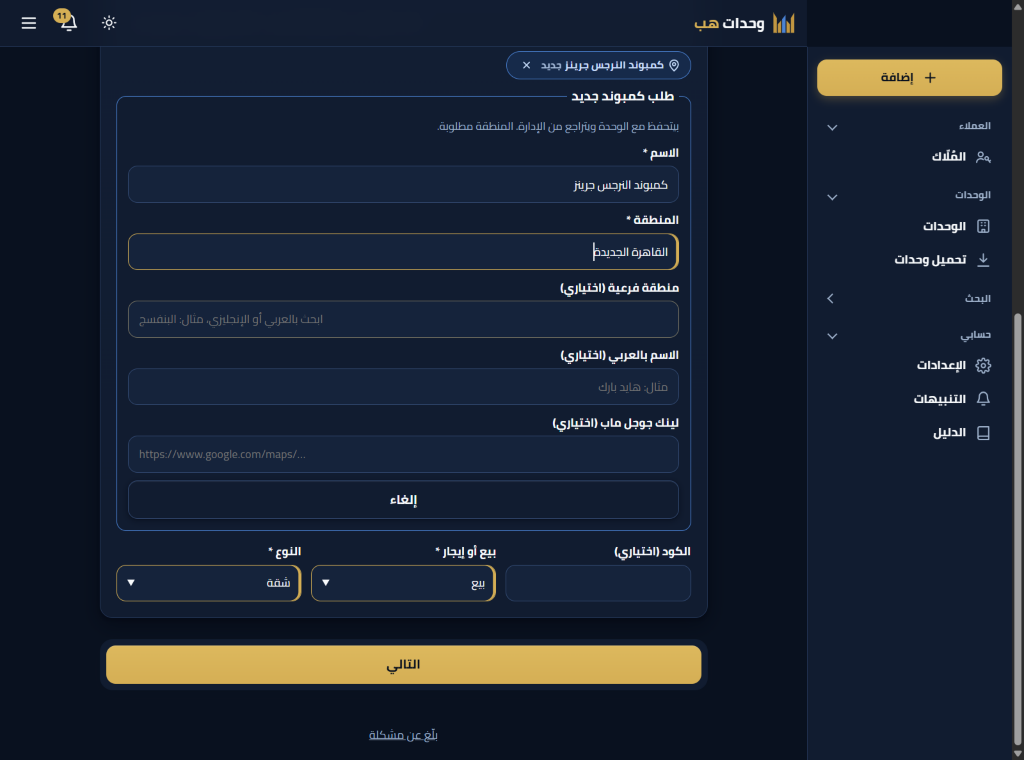 وحدات هب
11
إضافة
العملاء
المُلّاك
الوحدات
الوحدات
تحميل وحدات
البحث
حسابي
الإعدادات
التنبيهات
الدليل
كمبوند النرجس جرينز جديد ×
طلب كمبوند جديد
بيتحفظ مع الوحدة وبيتراجع من الإدارة. المنطقة مطلوبة.
الاسم *
كمبوند النرجس جرينز
المنطقة *
القاهرة الجديدة
منطقة فرعية (اختياري)
ابحث بالعربي أو الإنجليزي، مثال: البنفسج
الاسم بالعربي (اختياري)
مثال: هايد بارك
لينك جوجل ماب (اختياري)
https://www.google.com/maps/...
إلغاء
الكود (اختياري) بيع أو إيجار * النوع *
بيع شقة
التالي
بلّغ عن مشكلة